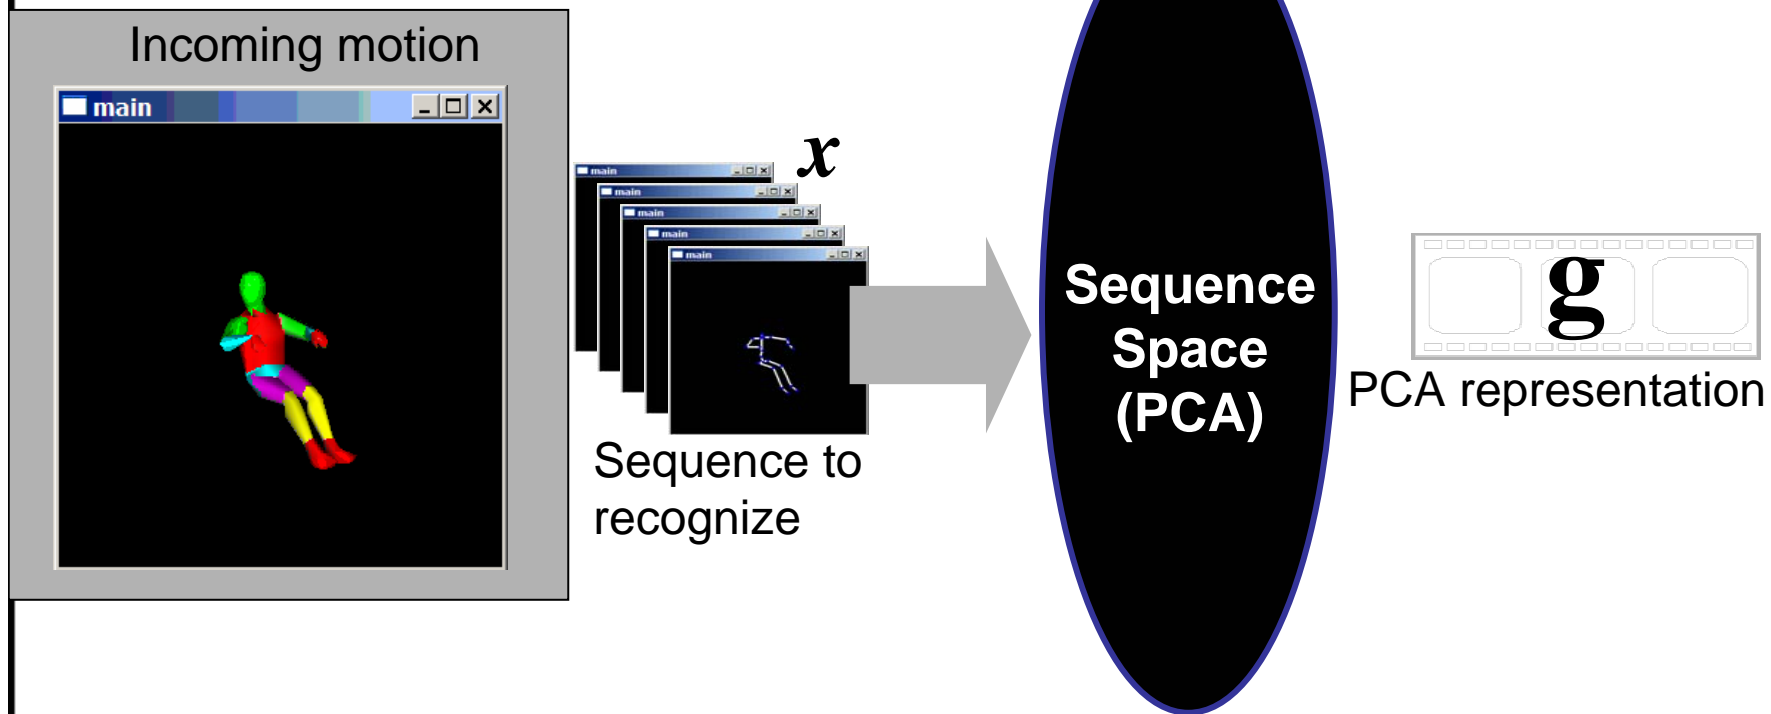 Incoming motion
main
x
main
main
main
main
main
Sequence to
recognize
Sequence
Space
(PCA)
g
PCA representation